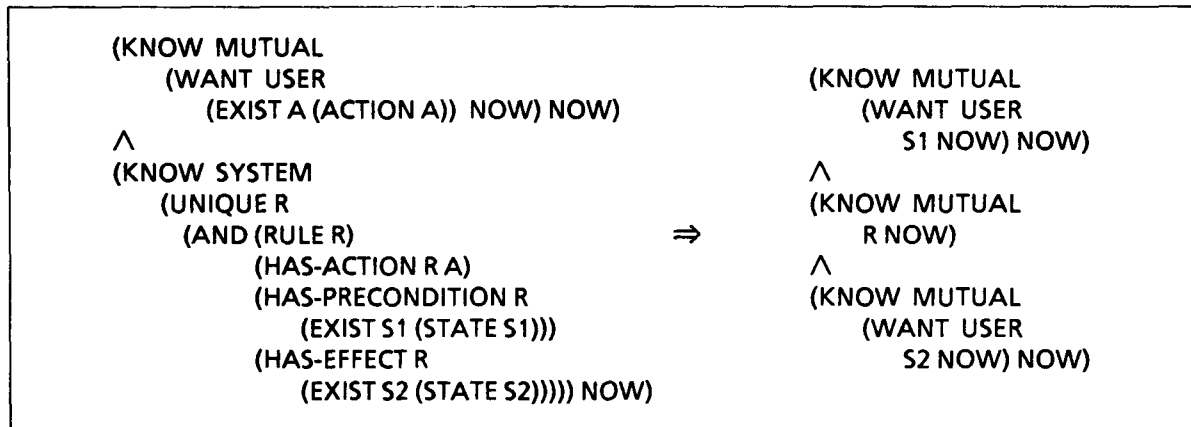 (KNOW MUTUAL
(WANT USER
(EXIST A (ACTION A)) NOW) NOW)
∧
(KNOW SYSTEM
(UNIQUE R
(AND (RULE R)
(HAS-ACTION R A)
(HAS-PRECONDITION R
(EXIST S1 (STATE S1)))
(HAS-EFFECT R
(EXIST S2 (STATE S2))))) NOW)
⇒
(KNOW MUTUAL
(WANT USER
S1 NOW) NOW)
∧
(KNOW MUTUAL
R NOW)
∧
(KNOW MUTUAL
(WANT USER
S2 NOW) NOW)